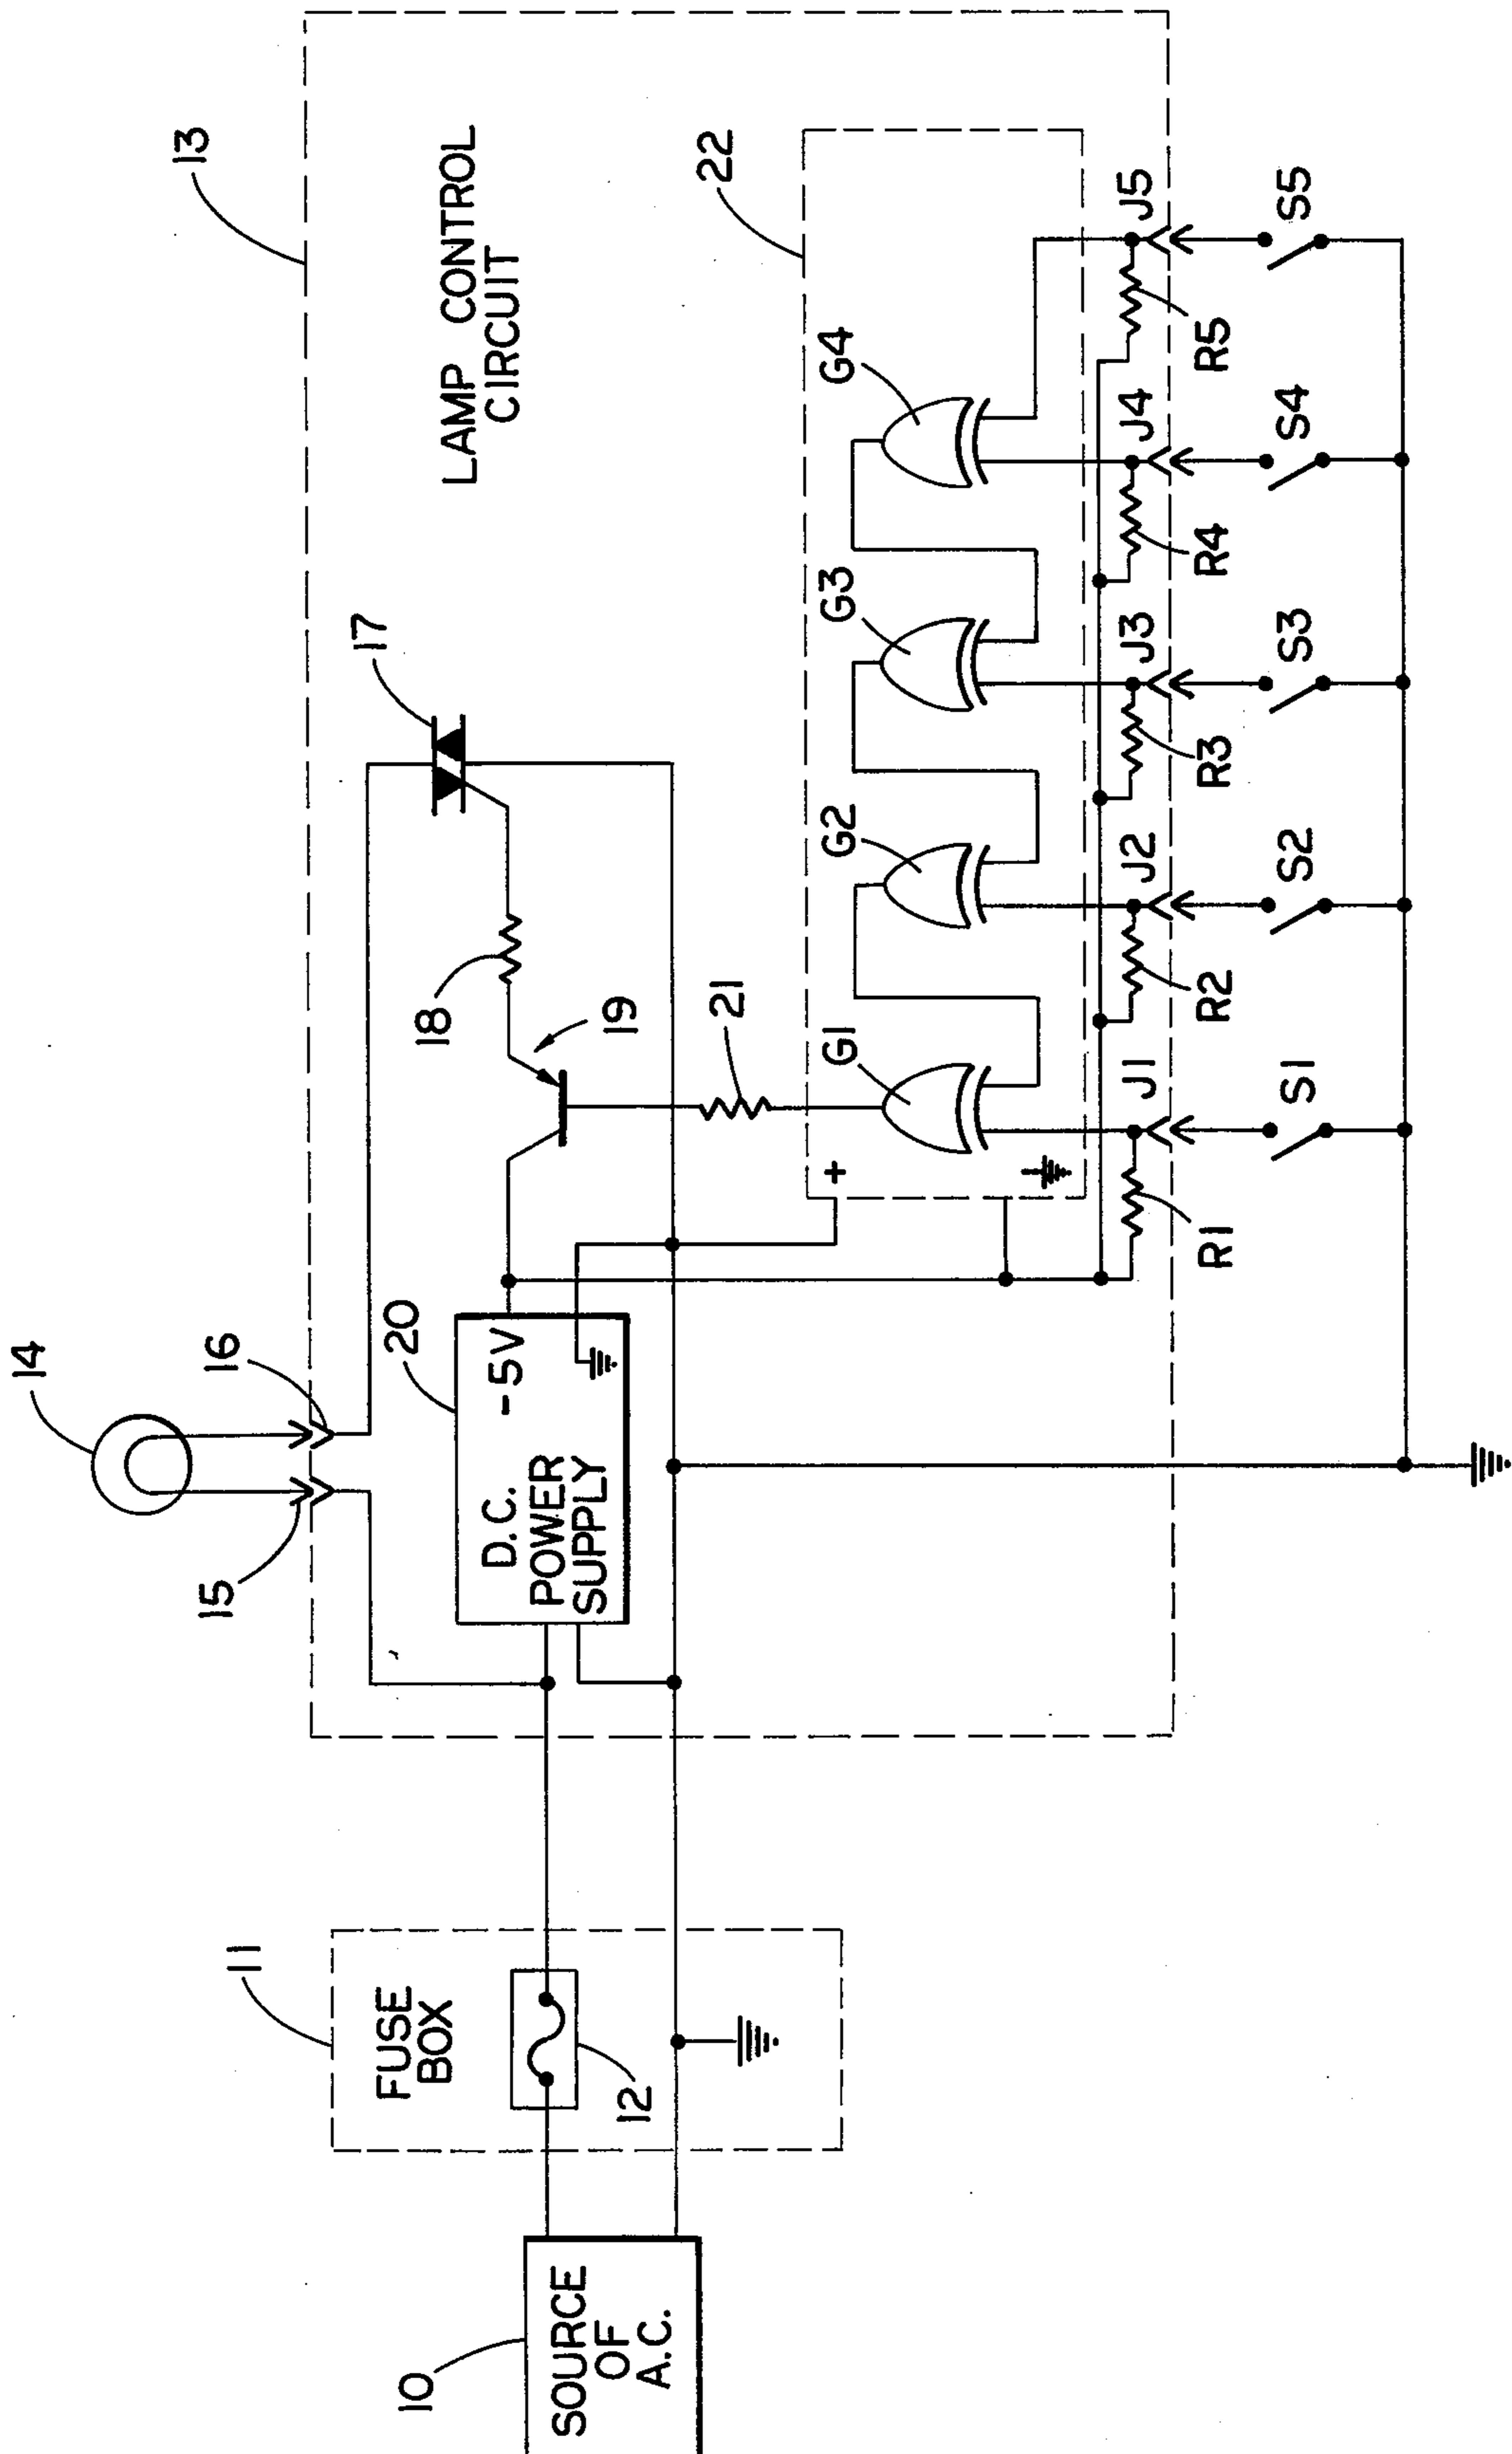 13
LAMP CONTROL
CIRCUIT
14
15
16
17
18
19
20
D.C.
POWER
SUPPLY
-5V
21
22
+
G1
G2
G3
G4
J1
J2
J3
J4
J5
R1
R2
R3
R4
R5
S1
S2
S3
S4
S5
11
FUSE
BOX
12
10
SOURCE
OF
A.C.